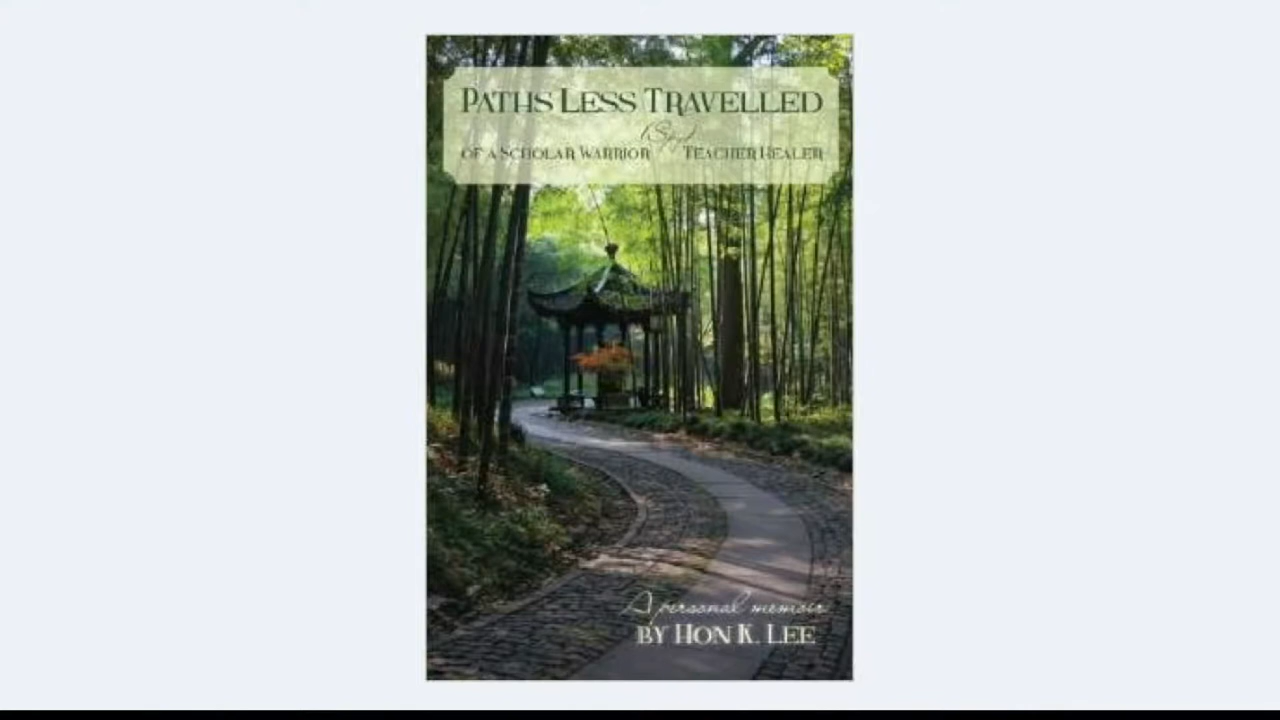 PATHS LESS TRAVELLED
OF A SCHOLAR WARRIOR (Spy) TEACHER HEALER
A personal memoir
BY HON K. LEE